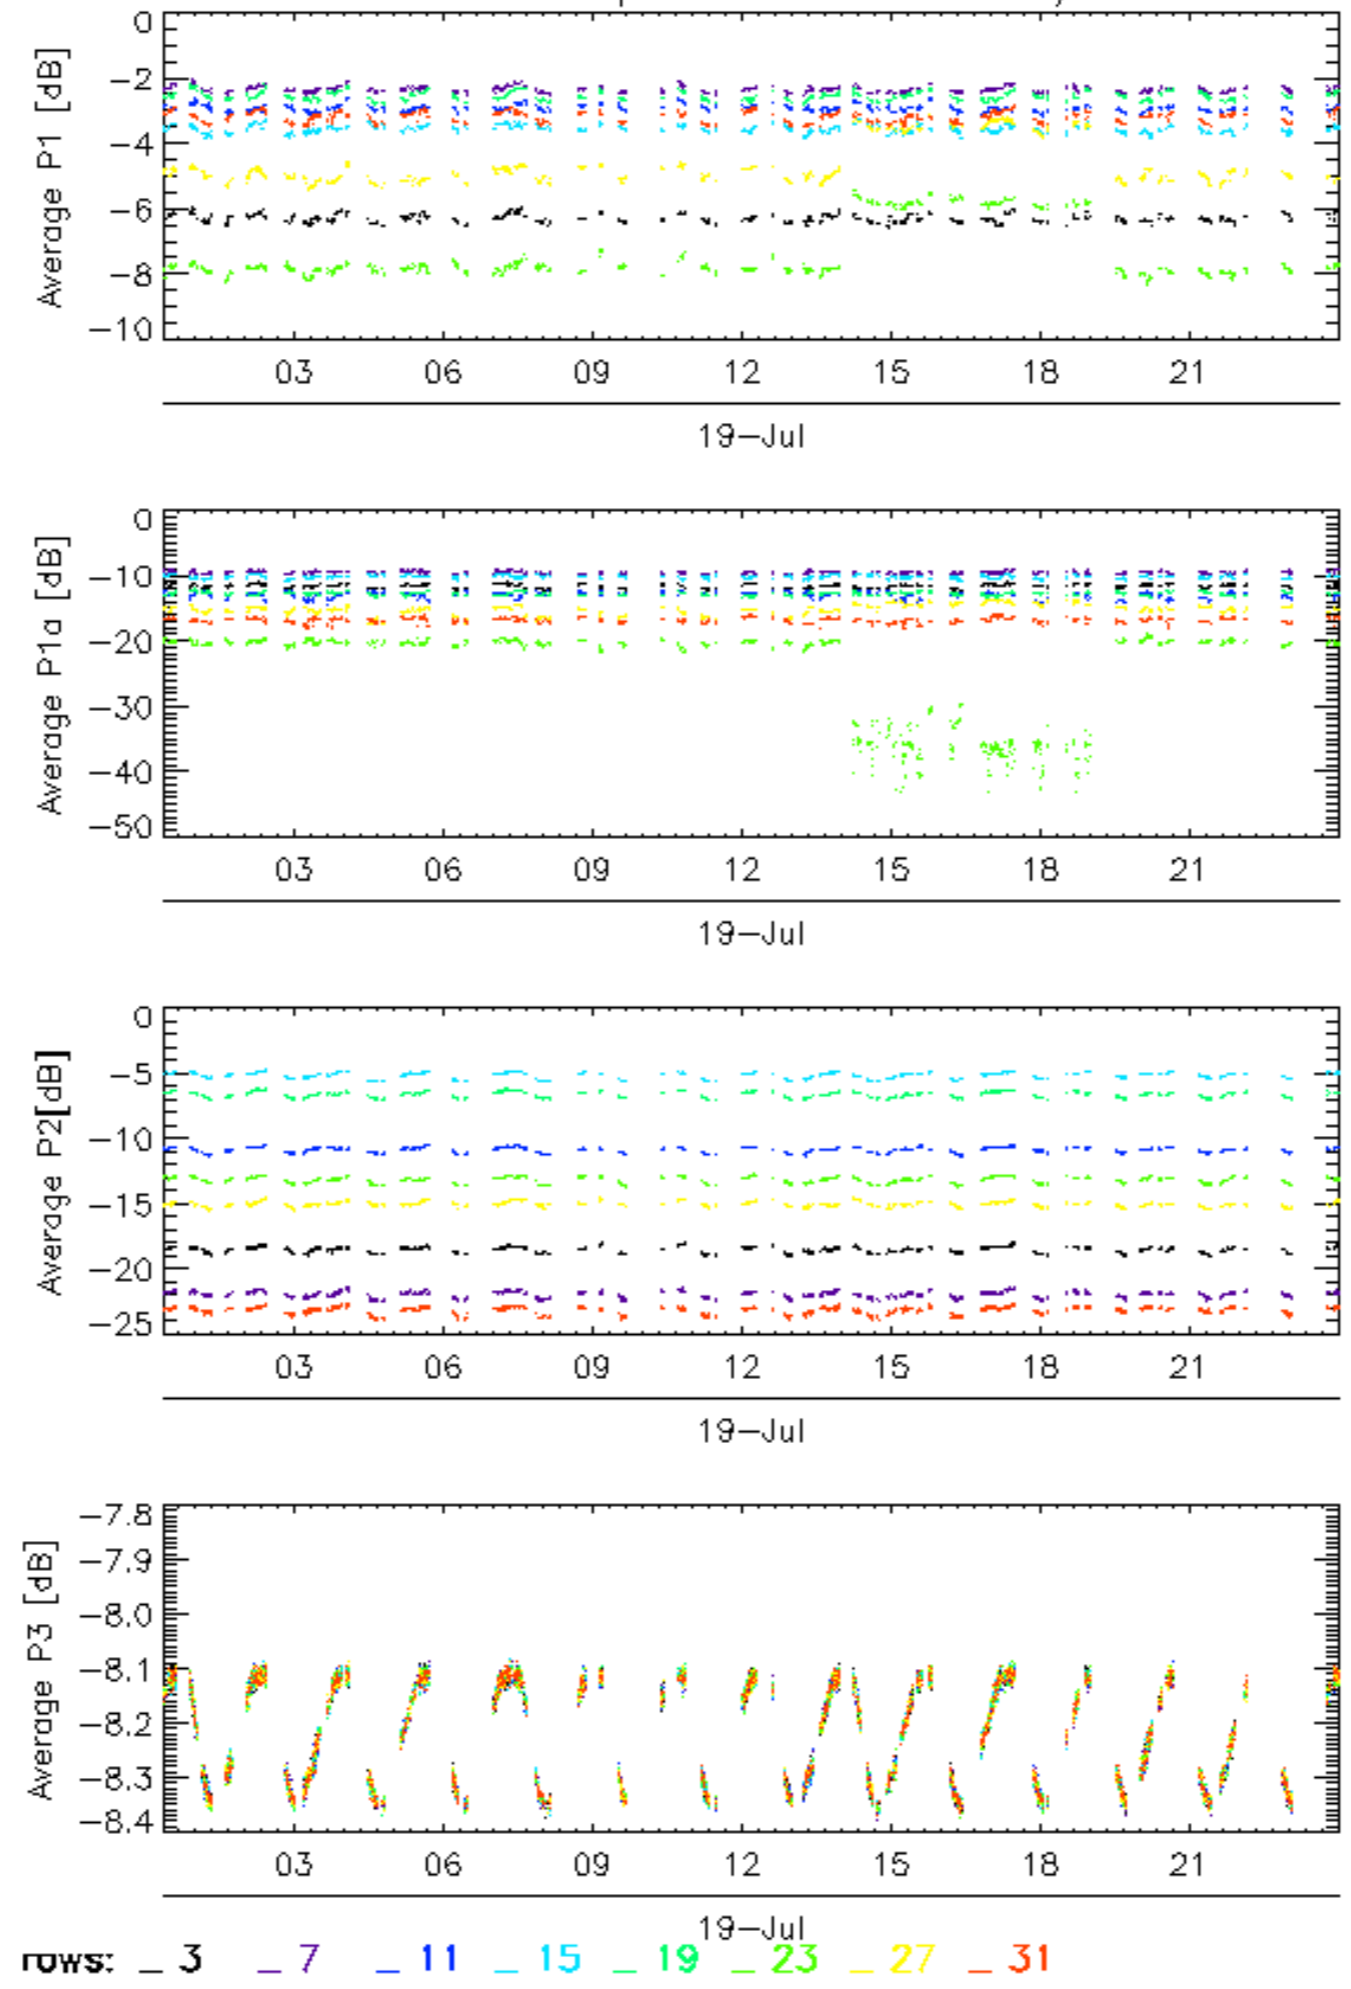 0
−2
−4
−6
−8
−10
Average P1 [dB]
03 06 09 12 15 18 21
19−Jul
0
−10
−20
−30
−40
−50
Average P1a [dB]
03 06 09 12 15 18 21
19−Jul
0
−5
−10
−15
−20
−25
Average P2[dB]
03 06 09 12 15 18 21
19−Jul
−7.8
−7.9
−8.0
−8.1
−8.2
−8.3
−8.4
Average P3 [dB]
03 06 09 12 15 18 21
19−Jul
rows: _ 3 _ 7 _ 11 _ 15 _ 19 _ 23 _ 27 _ 31